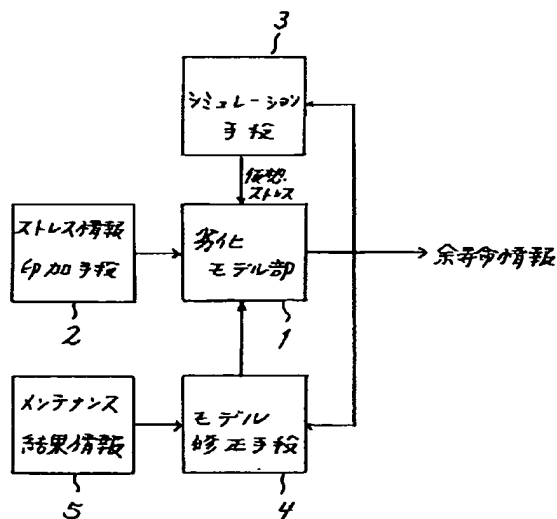 3
シミュレーション
手段
仮想
ストレス
ストレス情報
印加手段
2
劣化
モデル部
1
余寿命情報
メンテナンス
結果情報
5
モデル
修正手段
4